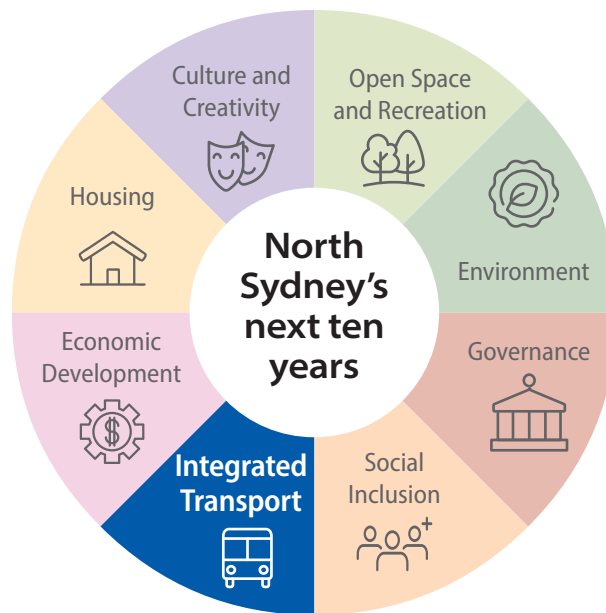 Culture and
Creativity
Open Space
and Recreation
Housing
Environment
North
Sydney's
next ten
years
Economic
Development
Governance
Integrated
Transport
Social
Inclusion